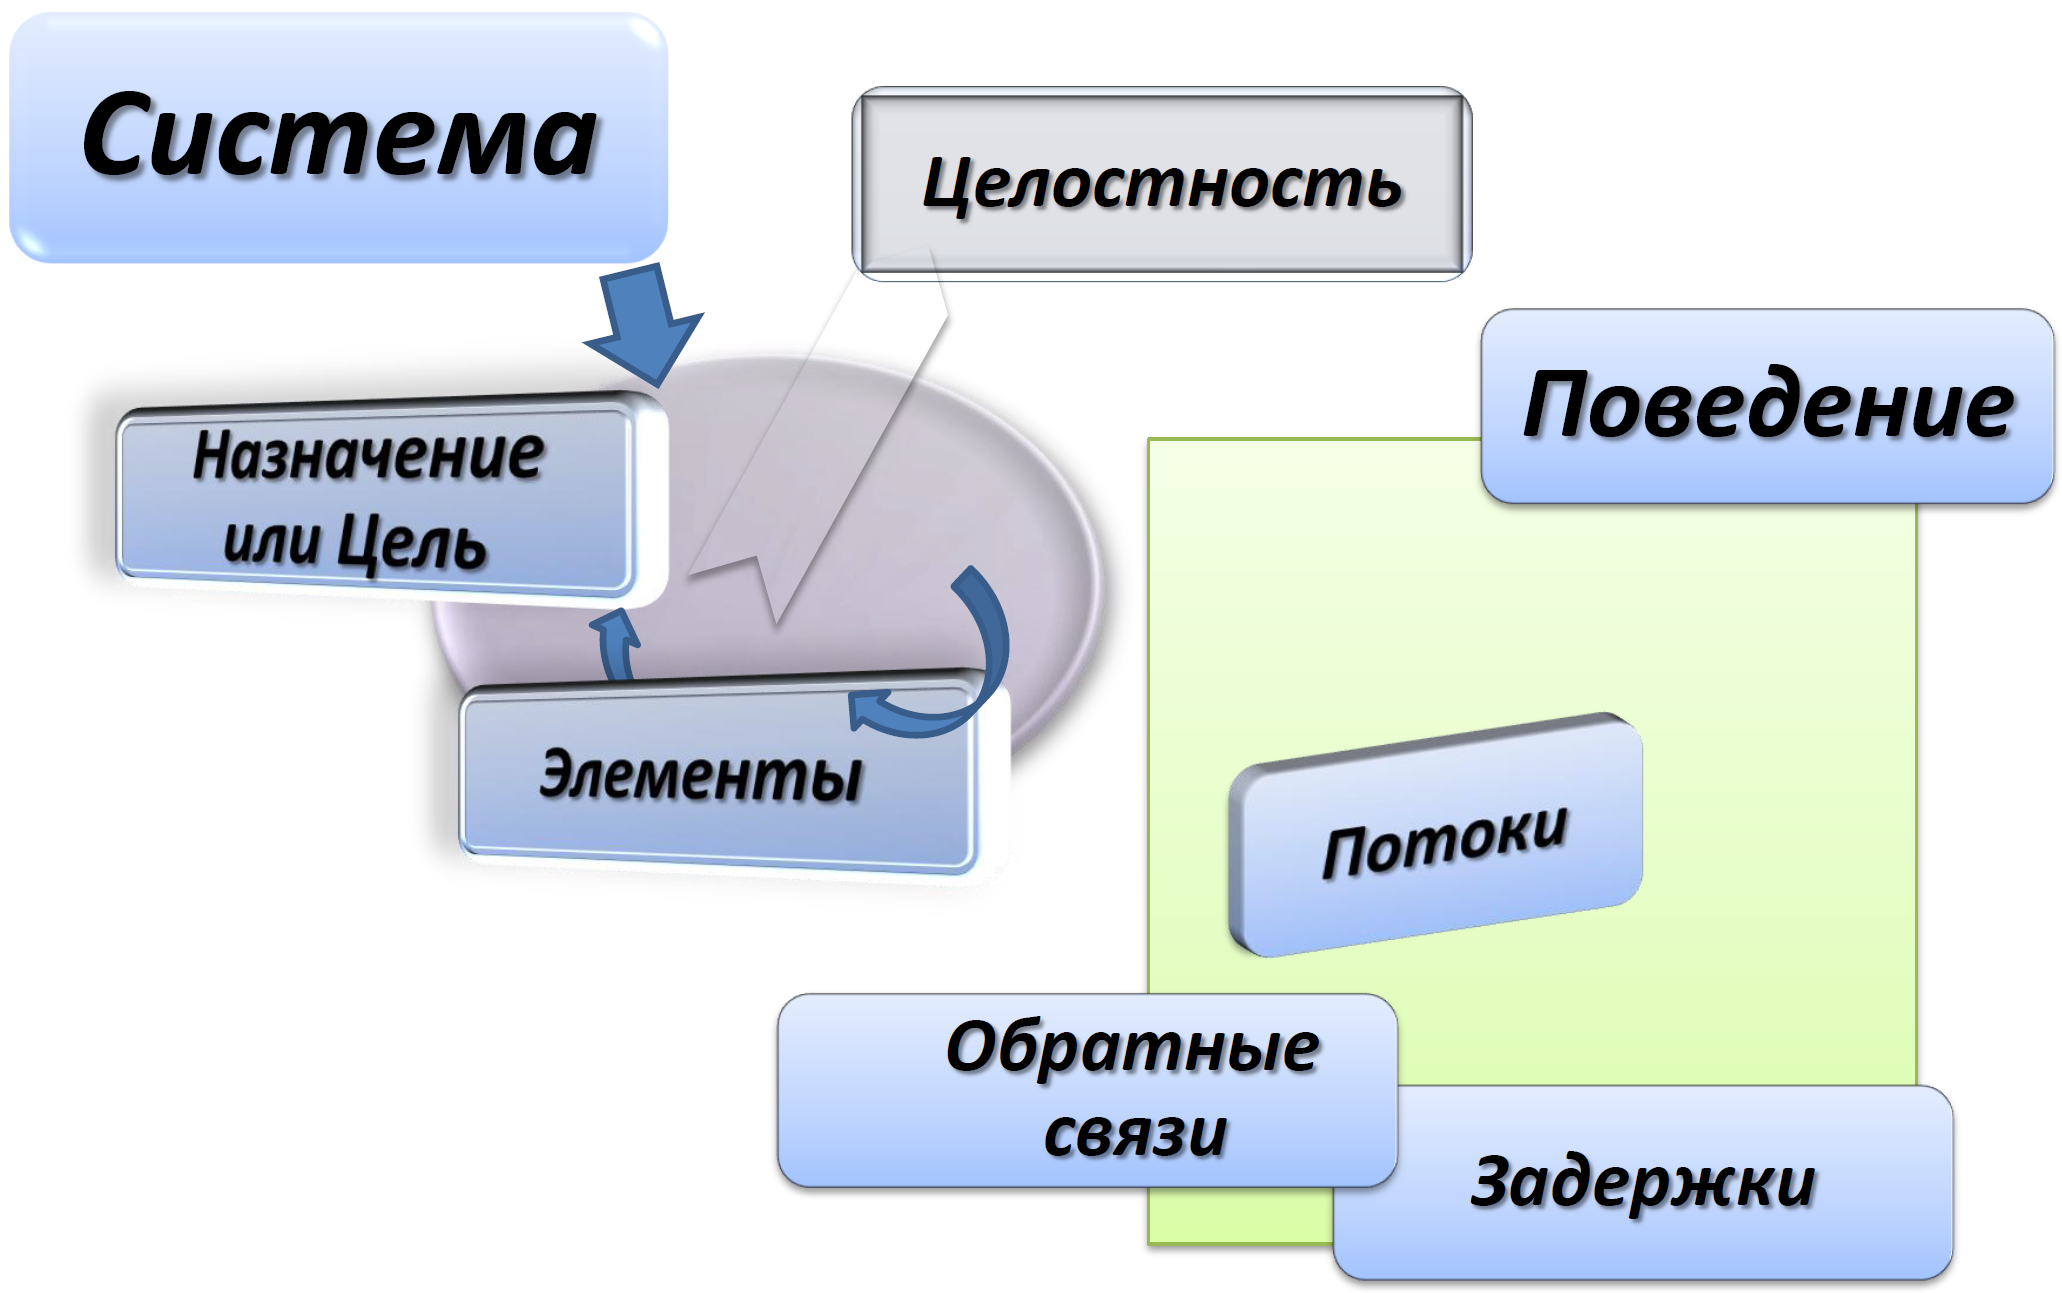 Система
Целостность
Поведение
Назначение
или Цель
Элементы
Потоки
Обратные
связи
Задержки